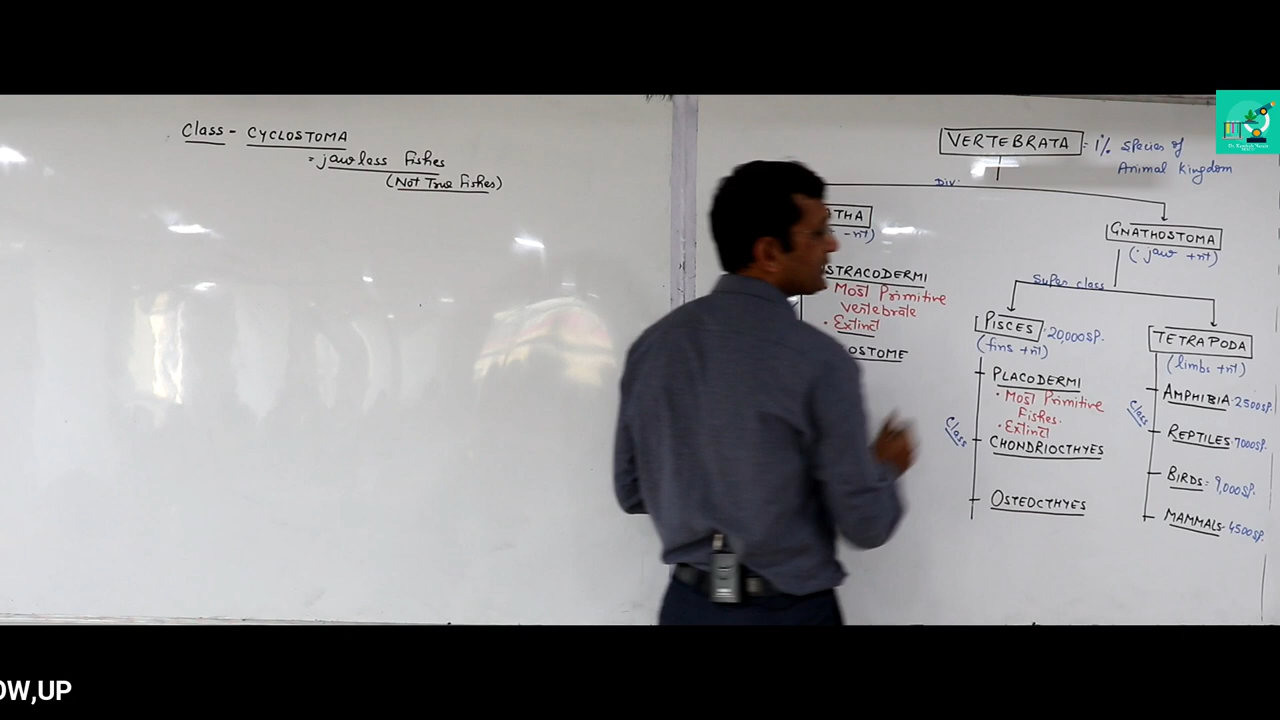 Class - CYCLOSTOMA
= jawless Fishes
(Not True Fishes)
VERTEBRATA = 1% Species of
Animal Kingdom
Div.
THA
-nt)
GNATHOSTOMA
(· jaw +nt)
STRACODERMI
· Most Primitive
Vertebrate
· Extinct
OSTOME
Super class
PISCES · 20,000 SP.
(fins +nt)
PLACODERMI
· Most Primitive
Fishes.
· Extinct
Class
CHONDRIOCTHYES
OSTEOCTHYES
TETRAPODA
(limbs +nt)
Class
AMPHIBIA · 2500 SP.
REPTILES · 7000 SP.
BIRDS = 9,000 SP.
MAMMALS · 4500 SP.
OW,UP